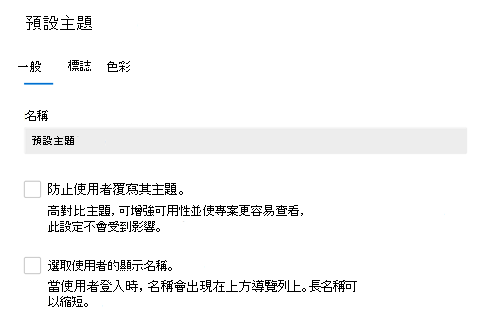 預設主題
一般 標誌 色彩
名稱
預設主題
防止使用者覆寫其主題。
高對比主題，可增強可用性並使專案更容易查看，
此設定不會受到影響。
選取使用者的顯示名稱。
當使用者登入時，名稱會出現在上方導覽列上。長名稱可
以縮短。